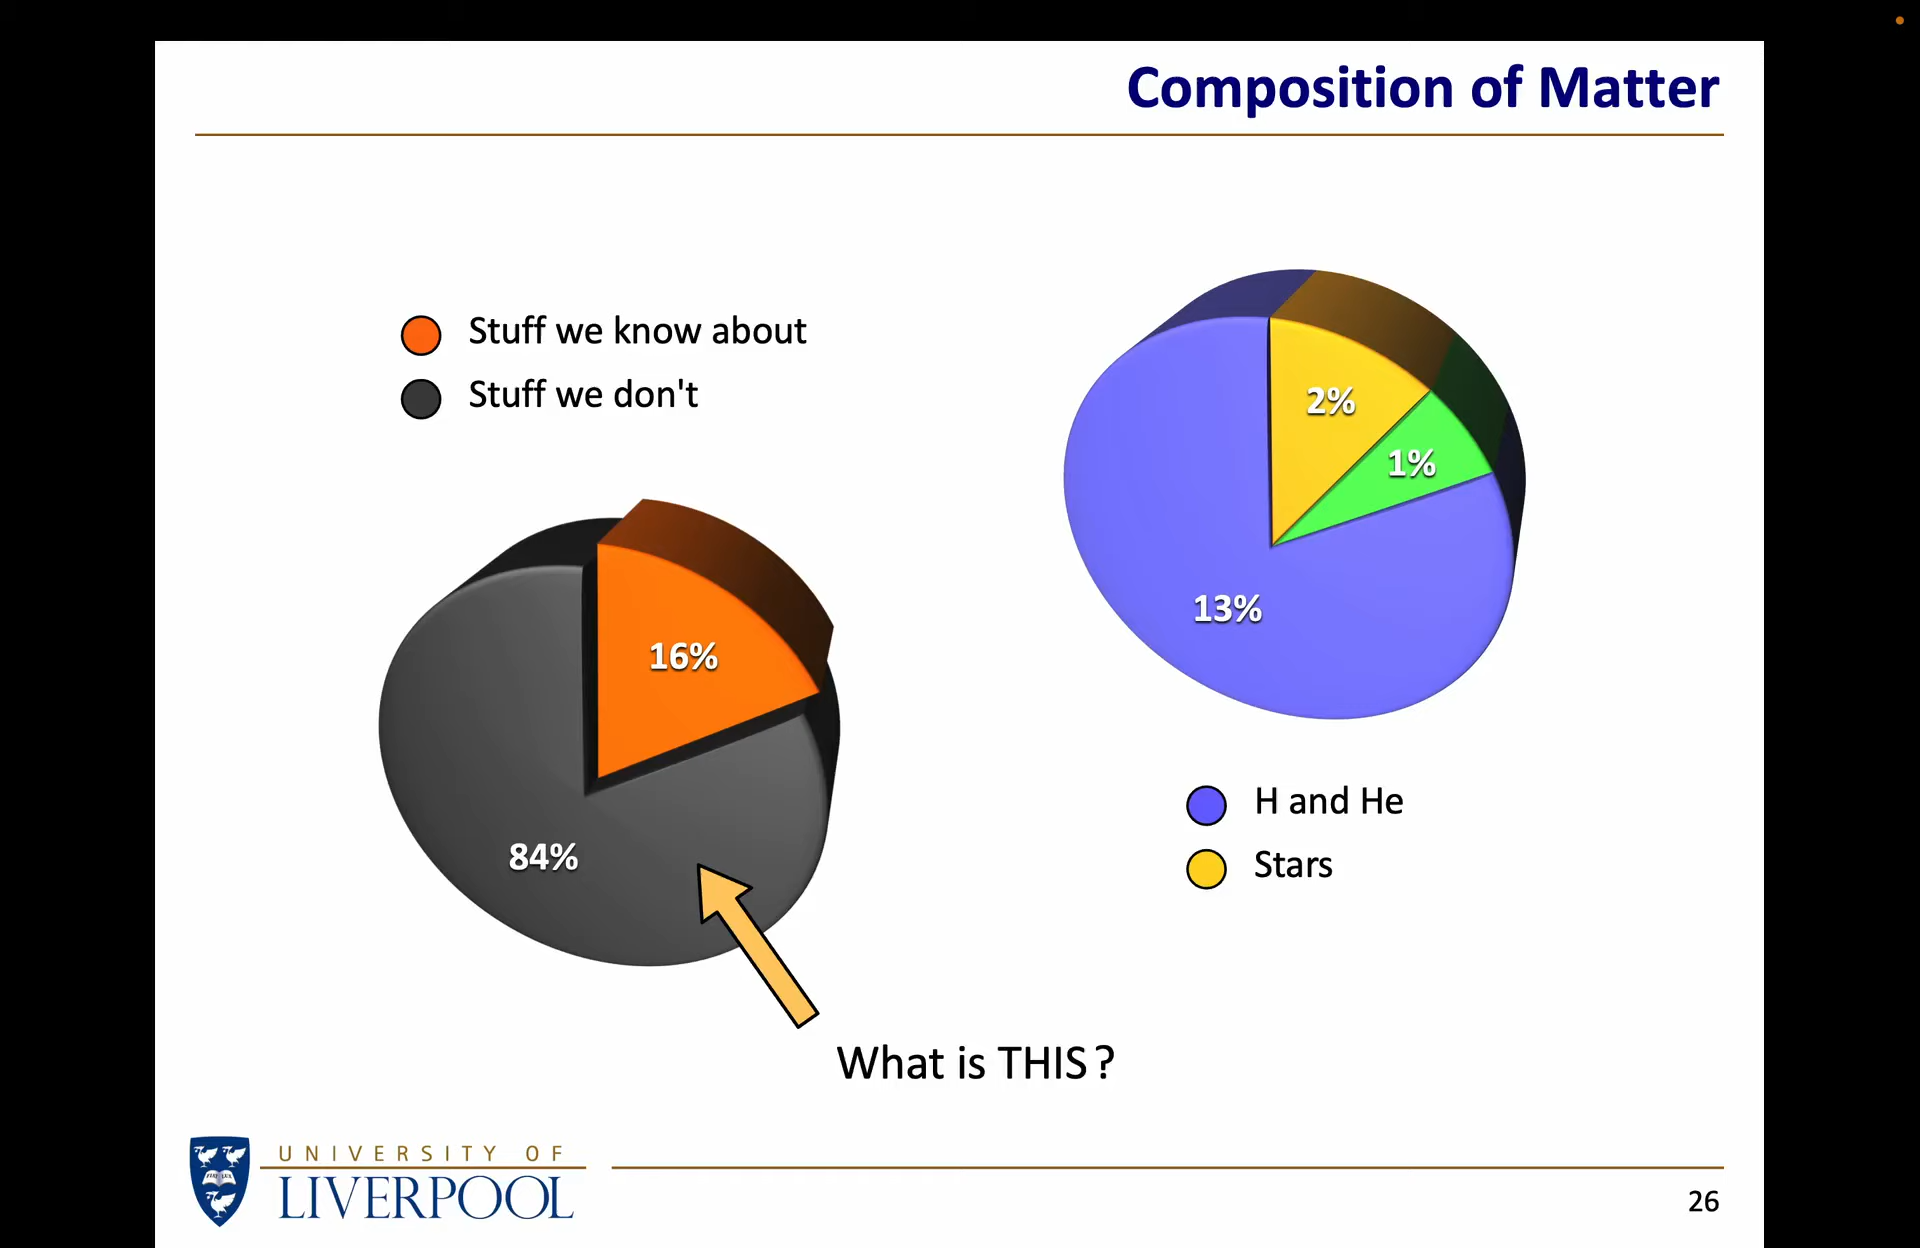 Composition of Matter
Stuff we know about
Stuff we don't
16%
84%
What is THIS?
2%
1%
13%
H and He
Stars
UNIVERSITY OF
LIVERPOOL
26